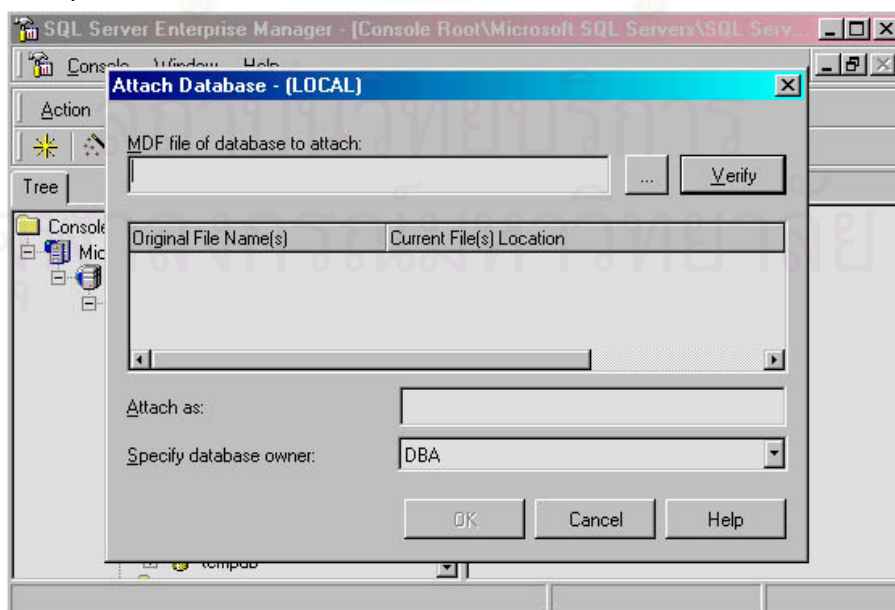 SQL Server Enterprise Manager - [Console Root\Microsoft SQL Servers\SQL Serv...
Console Window Help
Attach Database - (LOCAL)
Action
MDF file of database to attach:
...
Verify
Tree
Console
Mic
Original File Name(s) Current File(s) Location
Attach as:
Specify database owner: DBA
OK Cancel Help
tempdb